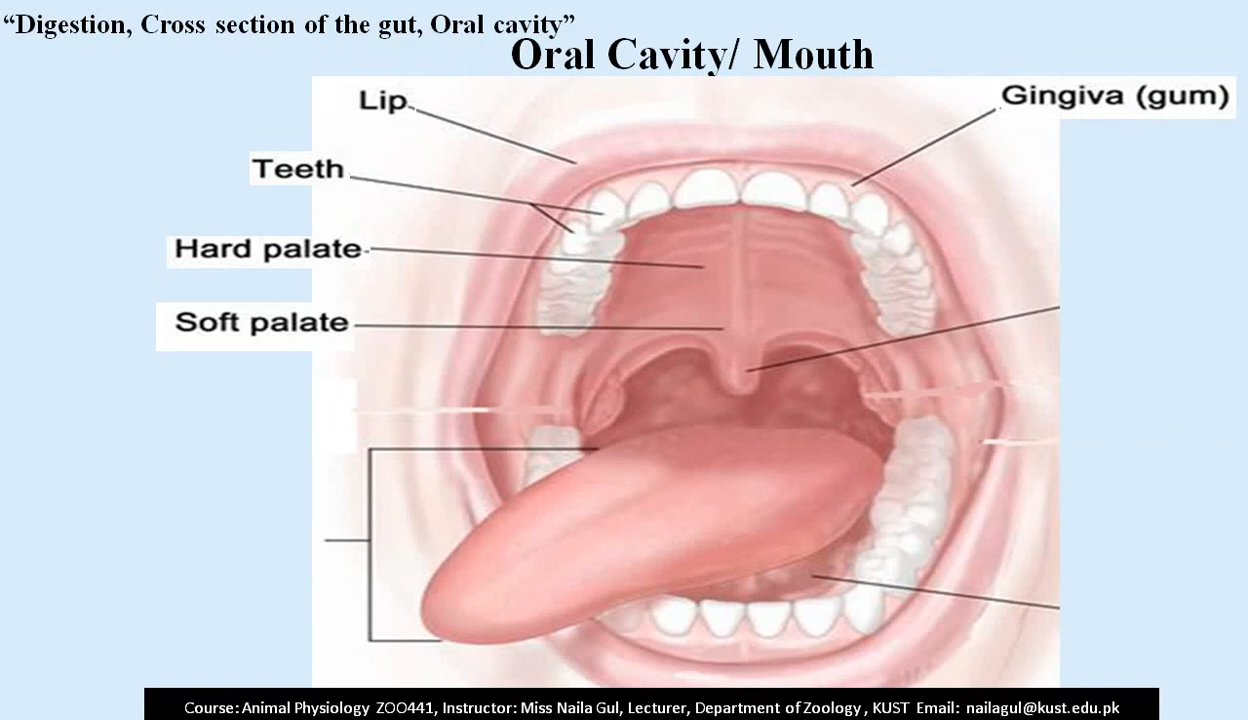 “Digestion, Cross section of the gut, Oral cavity”
Oral Cavity/ Mouth
Lip
Gingiva (gum)
Teeth
Hard palate
Soft palate
Course: Animal Physiology ZOO441, Instructor: Miss Naila Gul, Lecturer, Department of Zoology, KUST Email: nailagul@kust.edu.pk